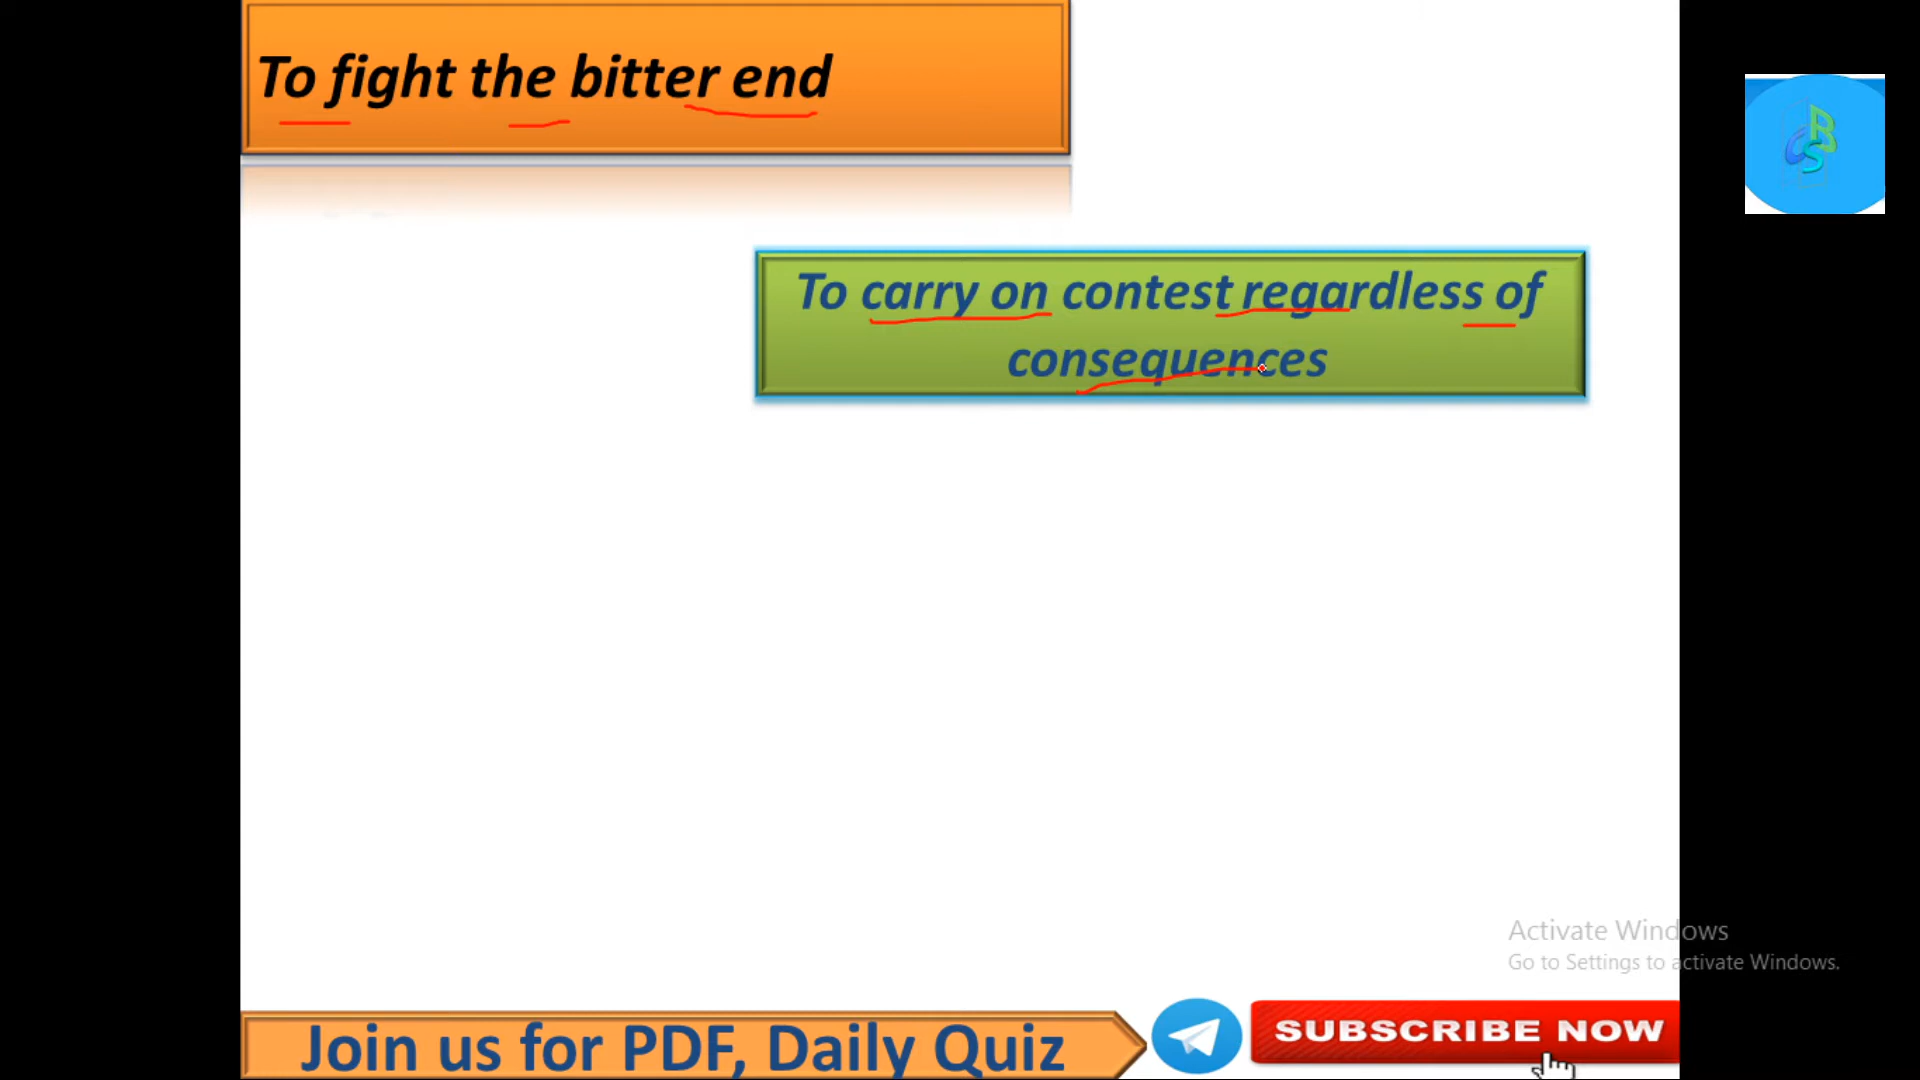 To fight the bitter end
To carry on contest regardless of
consequences
Activate Windows
Go to Settings to activate Windows.
Join us for PDF, Daily Quiz
SUBSCRIBE NOW